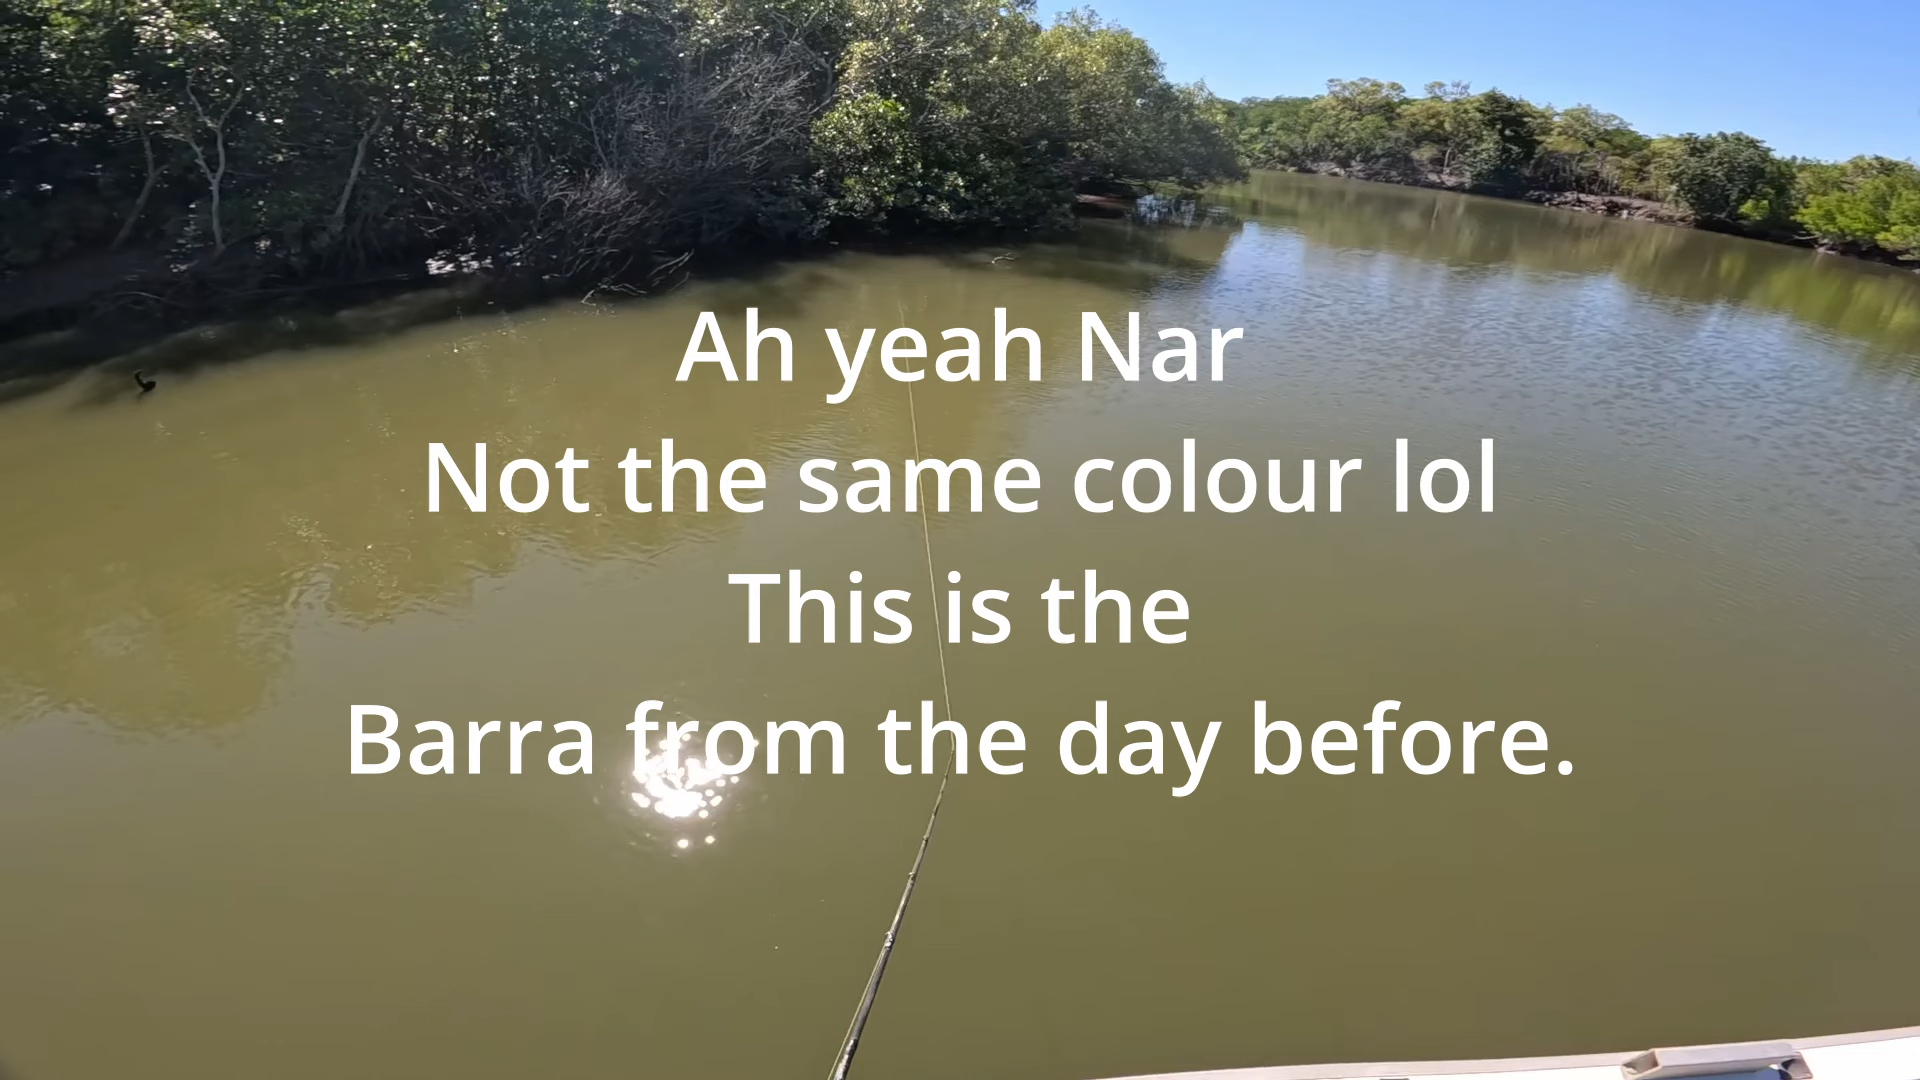 Ah yeah Nar
Not the same colour lol
This is the
Barra from the day before.